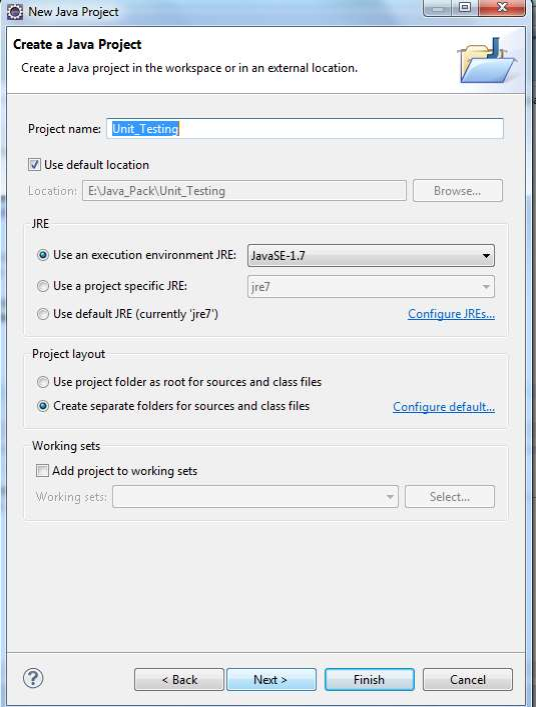 New Java Project
Create a Java Project
Create a Java project in the workspace or in an external location.
Project name: Unit_Testing
Use default location
Location: E:\Java_Pack\Unit_Testing Browse...
JRE
Use an execution environment JRE: JavaSE-1.7
Use a project specific JRE: jre7
Use default JRE (currently 'jre7') Configure JREs...
Project layout
Use project folder as root for sources and class files
Create separate folders for sources and class files Configure default...
Working sets
Add project to working sets
Working sets: Select...
? < Back Next > Finish Cancel